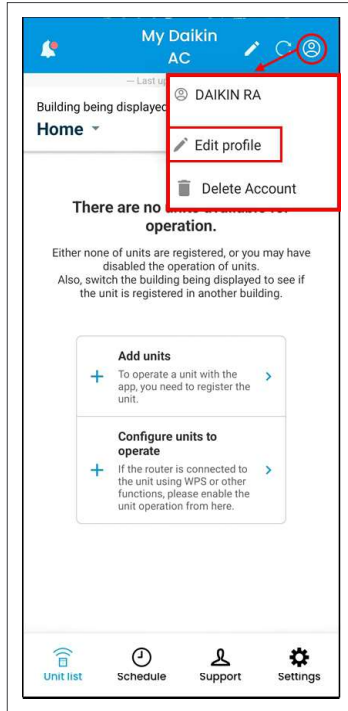 My Daikin
AC
— Last up
DAIKIN RA
Building being displayed
Home
Edit profile
Delete Account
There are no
operation.
Either none of units are registered, or you may have
disabled the operation of units.
Also, switch the building being displayed to see if
the unit is registered in another building.
Add units
To operate a unit with the
app, you need to register the
unit.
Configure units to
operate
If the router is connected to
the unit using WPS or other
functions, please enable the
unit operation from here.
Unit list
Schedule
Support
Settings